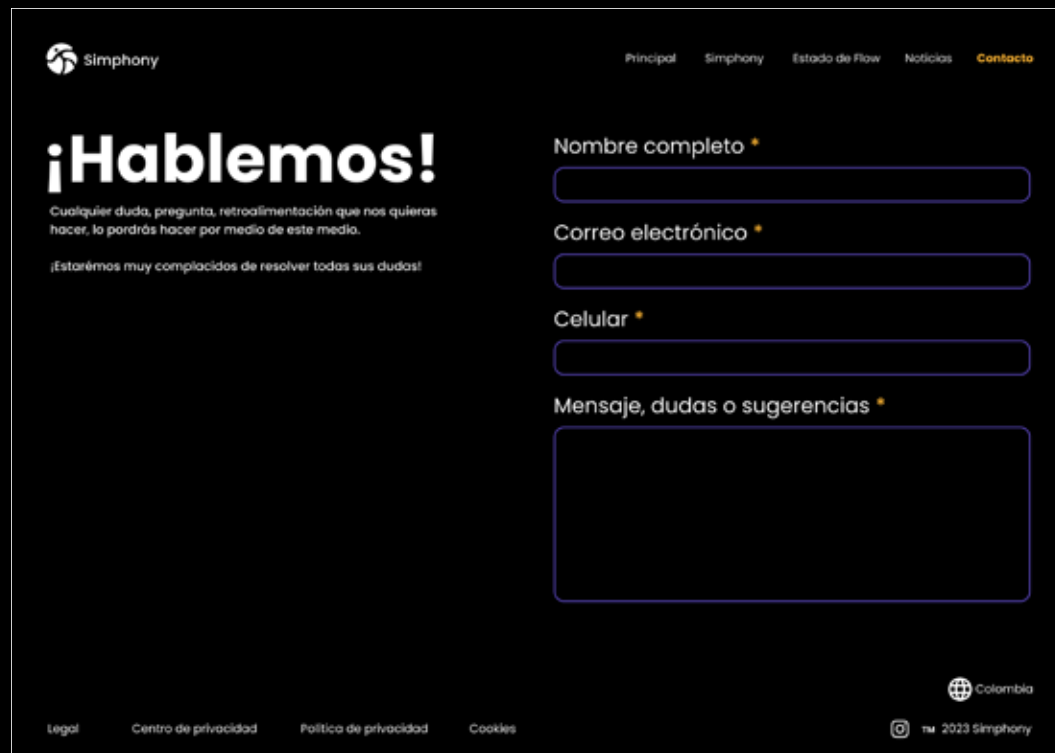 Simphony
Principal Simphony Estado de Flow Noticias Contacto
¡Hablemos!
Cualquier duda, pregunta, retroalimentación que nos quieras
hacer, lo pordrás hacer por medio de este medio.
¡Estarémos muy complacidos de resolver todas sus dudas!
Nombre completo *
Correo electrónico *
Celular *
Mensaje, dudas o sugerencias *
Colombia
Legal Centro de privacidad Política de privacidad Cookies
TM 2023 Simphony